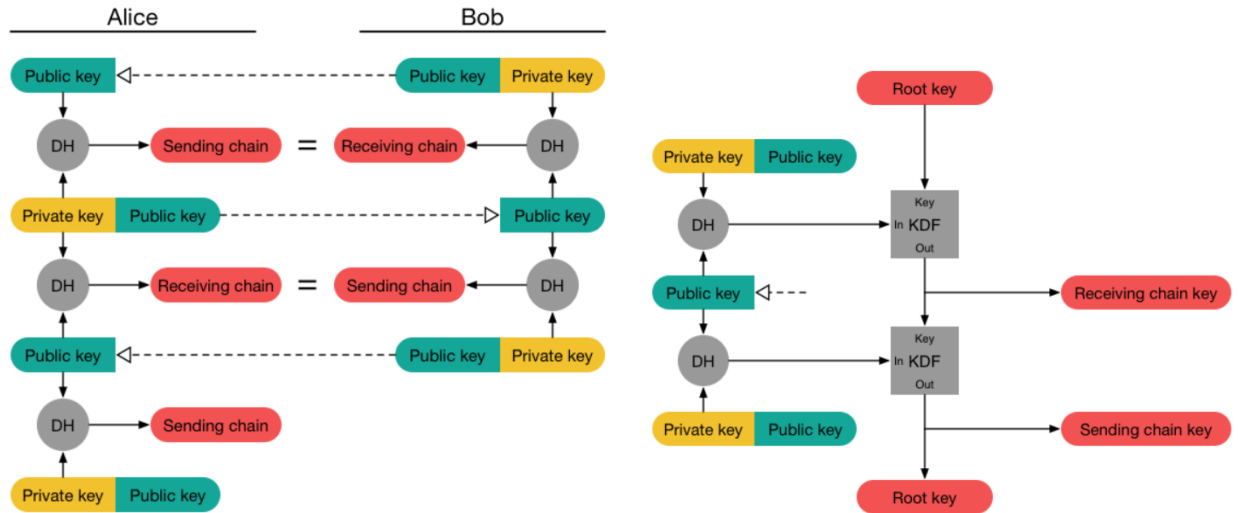 Alice Bob
Public key Public key Private key
DH Sending chain = Receiving chain DH
Private key Public key Public key
DH Receiving chain = Sending chain DH
Public key Public key Private key
DH Sending chain
Private key Public key
Root key
Private key Public key
Key
DH In KDF
Out
Public key Receiving chain key
Key
DH In KDF
Out
Private key Public key Sending chain key
Root key